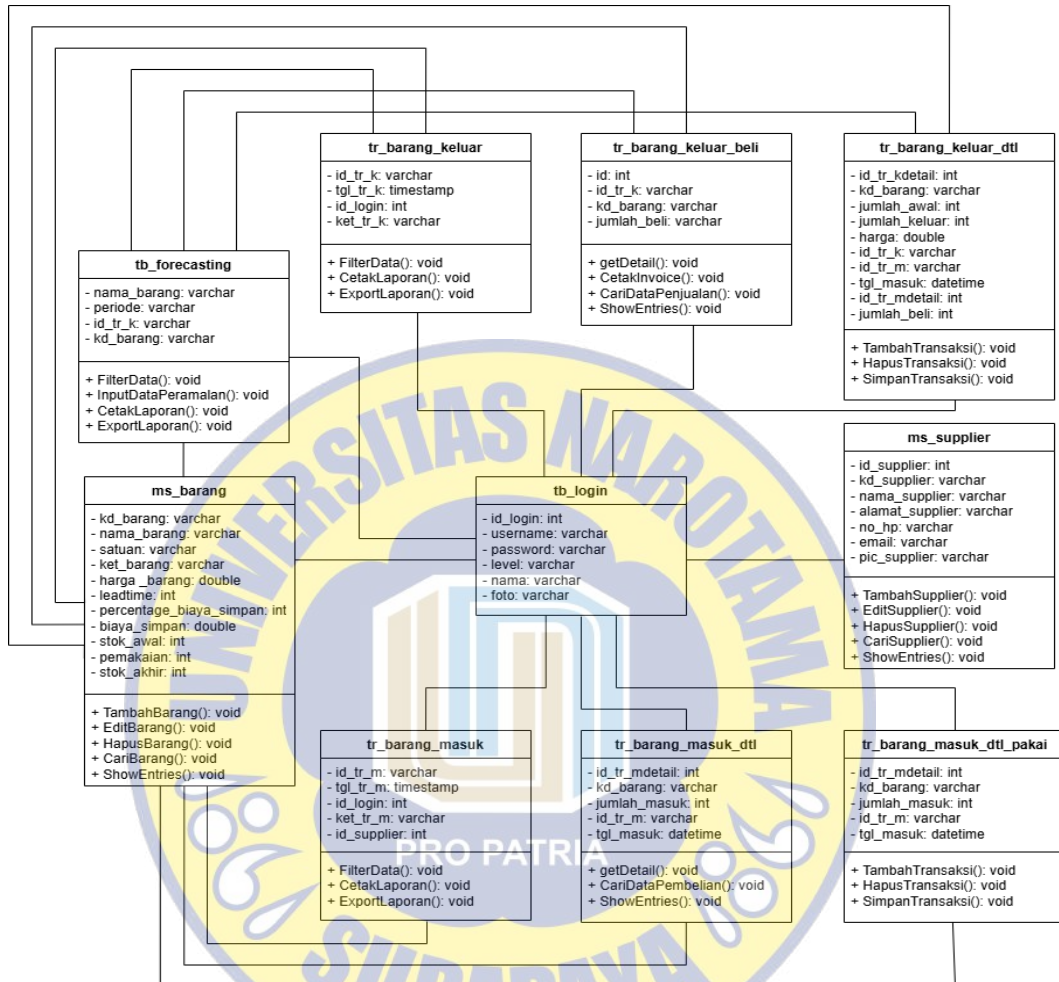 tr_barang_keluar
- id_tr_k: varchar
- tgl_tr_k: timestamp
- id_login: int
- ket_tr_k: varchar
+ FilterData(): void
+ CetakLaporan(): void
+ ExportLaporan(): void
tr_barang_keluar_beli
- id: int
- id_tr_k: varchar
- kd_barang: varchar
- jumlah_beli: varchar
+ getDetail(): void
+ CetakInvoice(): void
+ CariDataPenjualan(): void
+ ShowEntries(): void
tr_barang_keluar_dtl
- id_tr_kdetail: int
- kd_barang: varchar
- jumlah_awal: int
- jumlah_keluar: int
- harga: double
- id_tr_k: varchar
- id_tr_m: varchar
- tgl_masuk: datetime
- id_tr_mdetail: int
- jumlah_beli: int
+ TambahTransaksi(): void
+ HapusTransaksi(): void
+ SimpanTransaksi(): void
tb_forecasting
- nama_barang: varchar
- periode: varchar
- id_tr_k: varchar
- kd_barang: varchar
+ FilterData(): void
+ InputDataPeramalan(): void
+ CetakLaporan(): void
+ ExportLaporan(): void
ms_barang
- kd_barang: varchar
- nama_barang: varchar
- satuan: varchar
- ket_barang: varchar
- harga _barang: double
- leadtime: int
- percentage_biaya_simpan: int
- biaya_simpan: double
- stok_awal: int
- pemakaian: int
- stok_akhir: int
+ TambahBarang(): void
+ EditBarang(): void
+ HapusBarang(): void
+ CariBarang(): void
+ ShowEntries(): void
tb_login
- id_login: int
- username: varchar
- password: varchar
- level: varchar
- nama: varchar
- foto: varchar
ms_supplier
- id_supplier: int
- kd_supplier: varchar
- nama_supplier: varchar
- alamat_supplier: varchar
- no_hp: varchar
- email: varchar
- pic_supplier: varchar
+ TambahSupplier(): void
+ EditSupplier(): void
+ HapusSupplier(): void
+ CariSupplier(): void
+ ShowEntries(): void
tr_barang_masuk
- id_tr_m: varchar
- tgl_tr_m: timestamp
- id_login: int
- ket_tr_m: varchar
- id_supplier: int
+ FilterData(): void
+ CetakLaporan(): void
+ ExportLaporan(): void
tr_barang_masuk_dtl
- id_tr_mdetail: int
- kd_barang: varchar
- jumlah_masuk: int
- id_tr_m: varchar
- tgl_masuk: datetime
+ getDetail(): void
+ CariDataPembelian(): void
+ ShowEntries(): void
tr_barang_masuk_dtl_pakai
- id_tr_mdetail: int
- kd_barang: varchar
- jumlah_masuk: int
- id_tr_m: varchar
- tgl_masuk: datetime
+ TambahTransaksi(): void
+ HapusTransaksi(): void
+ SimpanTransaksi(): void
UNIVERSITAS NAROTAMA
PRO PATRIA
SURABAYA